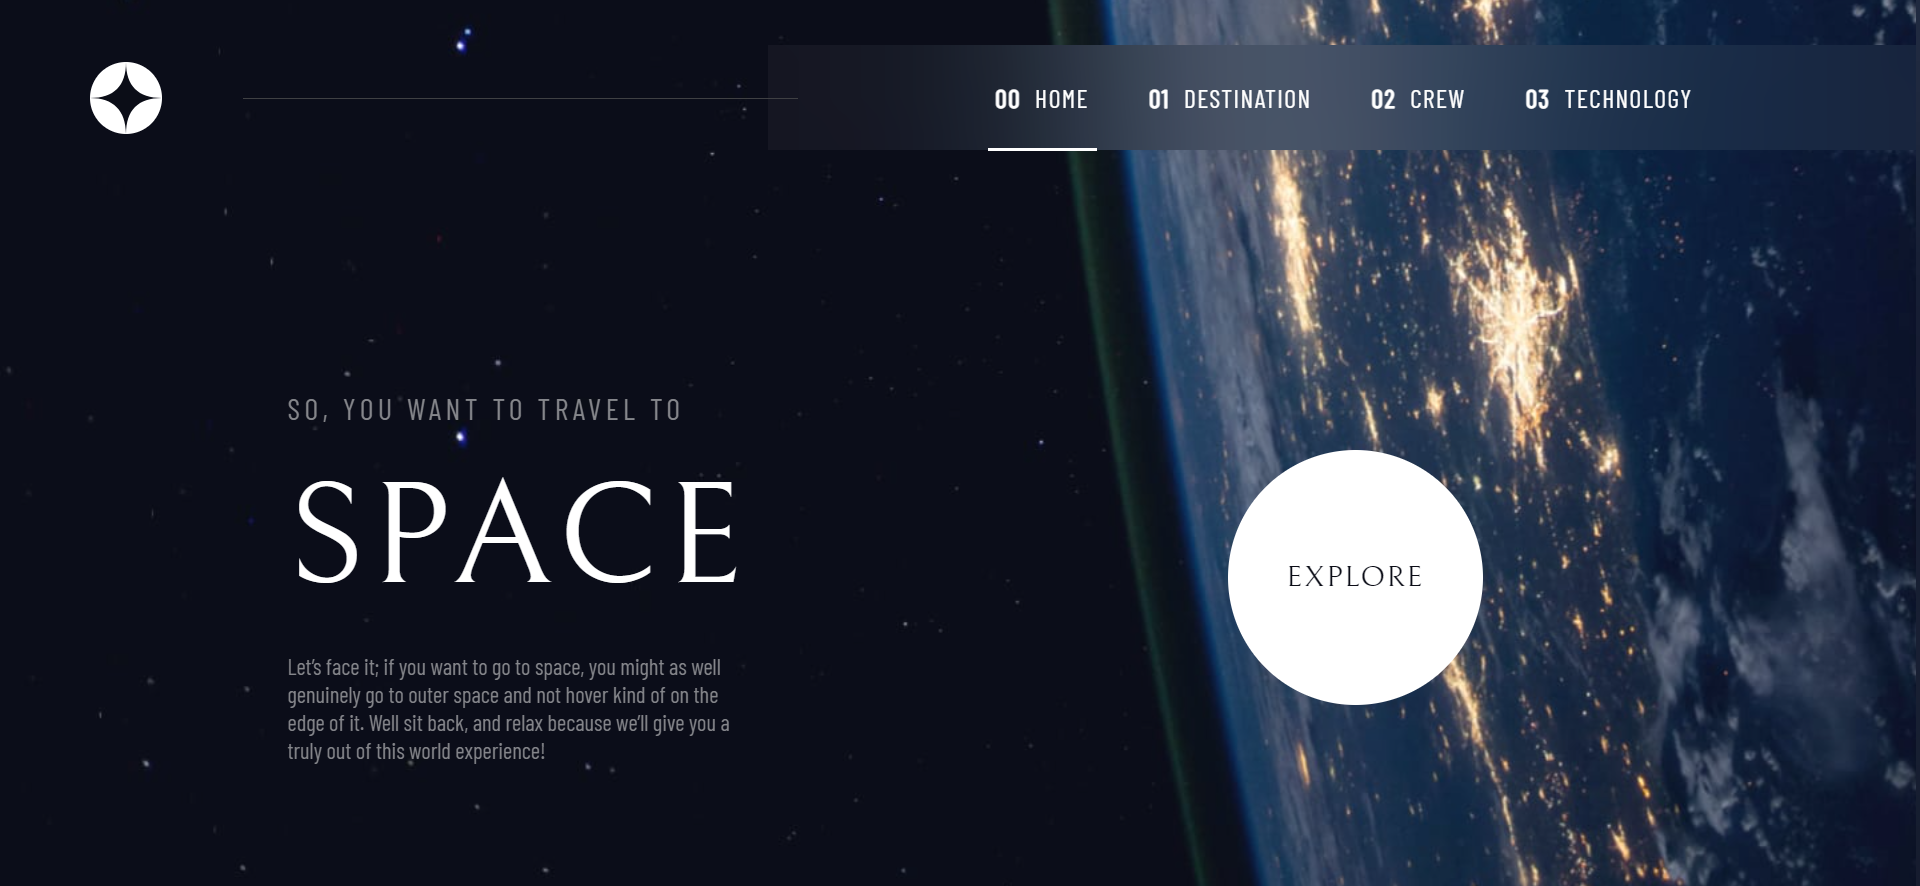 00 HOME 01 DESTINATION 02 CREW 03 TECHNOLOGY
SO, YOU WANT TO TRAVEL TO
SPACE
Let’s face it; if you want to go to space, you might as well
genuinely go to outer space and not hover kind of on the
edge of it. Well sit back, and relax because we’ll give you a
truly out of this world experience!
EXPLORE